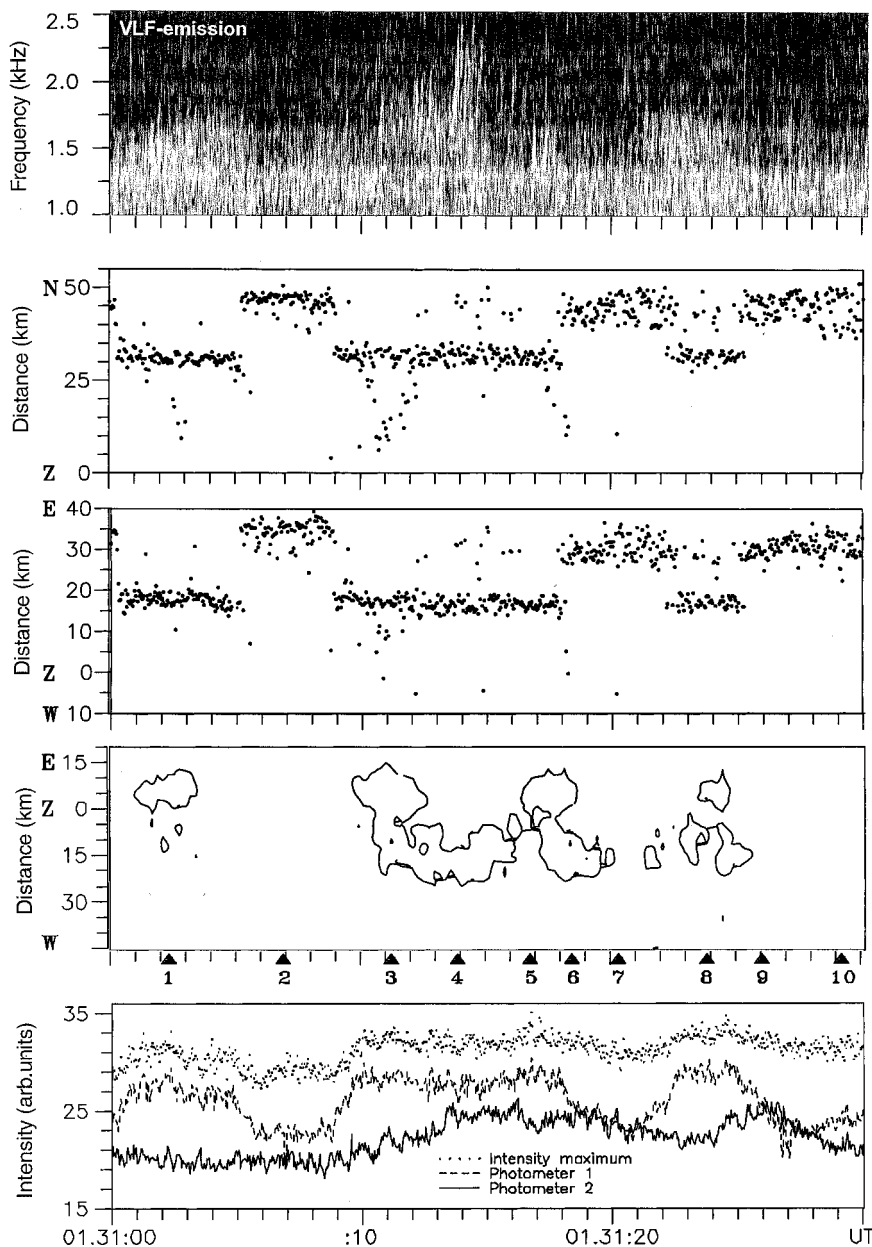 VLF-emission
Frequency (kHz)
2.5
2.0
1.5
1.0
Distance (km)
N 50
25
Z 0
Distance (km)
E 40
30
20
10
Z 0
W 10
Distance (km)
E 15
Z 0
15
30
W
1 2 3 4 5 6 7 8 9 10
Intensity (arb.units)
35
25
15
Intensity maximum
Photometer 1
Photometer 2
01.31:00 :10 01.31:20 UT